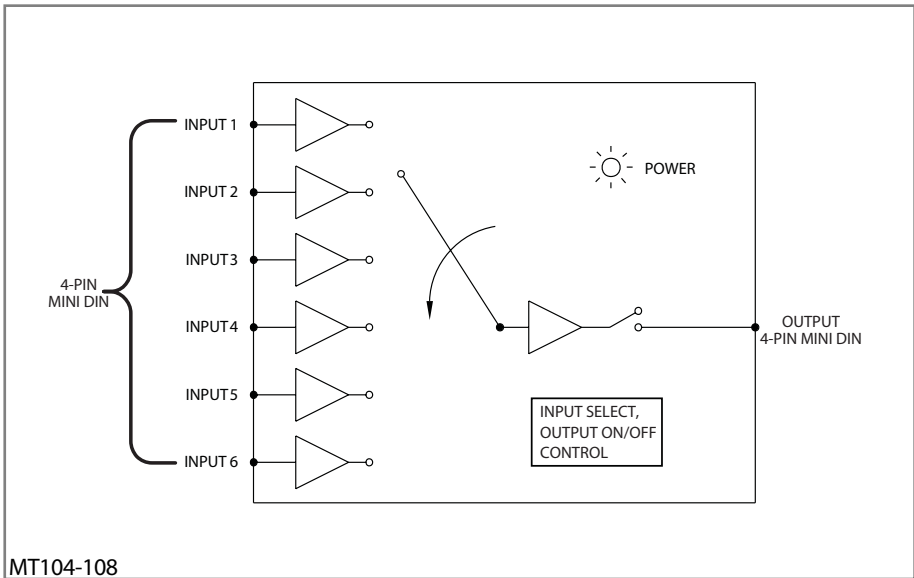 INPUT 1
INPUT 2
INPUT3
INPUT4
INPUT5
INPUT 6
4-PIN
MINI DIN
POWER
OUTPUT
4-PIN MINI DIN
INPUT SELECT,
OUTPUT ON/OFF
CONTROL
MT104-108